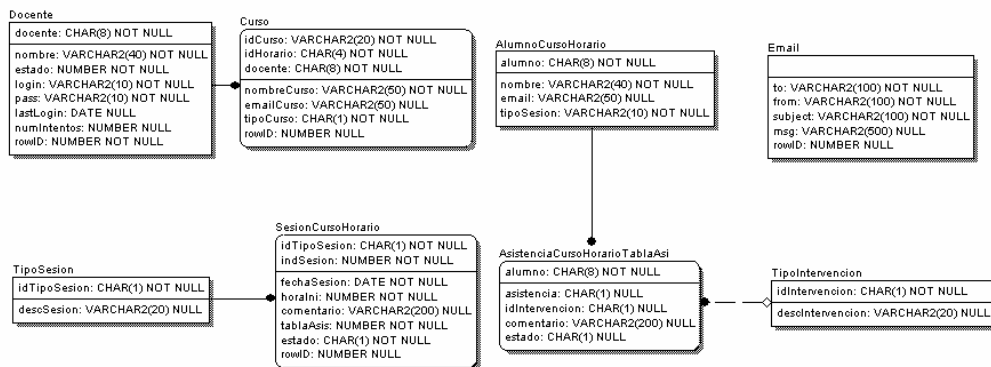 Docente
docente: CHAR(8) NOT NULL
nombre: VARCHAR2(40) NOT NULL
estado: NUMBER NOT NULL
login: VARCHAR2(10) NOT NULL
pass: VARCHAR2(10) NOT NULL
lastLogin: DATE NULL
numIntentos: NUMBER NULL
rowID: NUMBER NOT NULL
Curso
idCurso: VARCHAR2(20) NOT NULL
idHorario: CHAR(4) NOT NULL
docente: CHAR(8) NOT NULL
nombreCurso: VARCHAR2(50) NOT NULL
emailCurso: VARCHAR2(50) NULL
tipoCurso: CHAR(1) NOT NULL
rowID: NUMBER NULL
AlumnoCursoHorario
alumno: CHAR(8) NOT NULL
nombre: VARCHAR2(40) NOT NULL
email: VARCHAR2(50) NULL
tipoSesion: VARCHAR2(10) NOT NULL
Email
to: VARCHAR2(100) NOT NULL
from: VARCHAR2(100) NOT NULL
subject: VARCHAR2(100) NOT NULL
msg: VARCHAR2(500) NULL
rowID: NUMBER NULL
TipoSesion
idTipoSesion: CHAR(1) NOT NULL
descSesion: VARCHAR2(20) NULL
SesionCursoHorario
idTipoSesion: CHAR(1) NOT NULL
indSesion: NUMBER NOT NULL
fechaSesion: DATE NOT NULL
horaIni: NUMBER NOT NULL
comentario: VARCHAR2(200) NULL
tablaAsis: NUMBER NOT NULL
estado: CHAR(1) NOT NULL
rowID: NUMBER NULL
AsistenciaCursoHorarioTablaAsi
alumno: CHAR(8) NOT NULL
asistencia: CHAR(1) NULL
idIntervencion: CHAR(1) NULL
comentario: VARCHAR2(200) NULL
estado: CHAR(1) NULL
TipoIntervencion
idIntervencion: CHAR(1) NOT NULL
descIntervencion: VARCHAR2(20) NULL